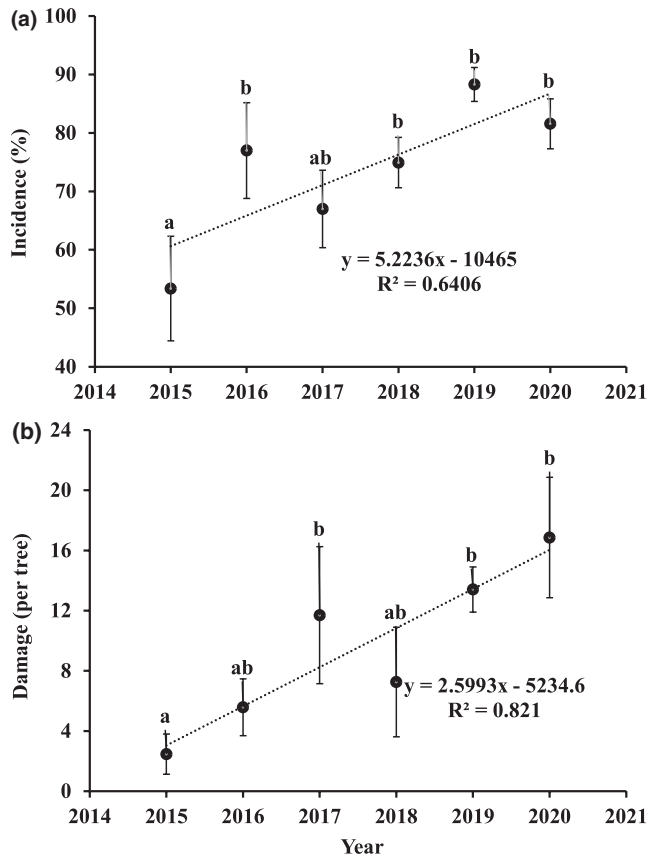 (a)
100
90
80
70
60
50
40
Incidence (%)
a
b
ab
b
b
b
y = 5.2236x - 10465
R² = 0.6406
2014 2015 2016 2017 2018 2019 2020 2021
(b)
24
20
16
12
8
4
0
Damage (per tree)
a
ab
b
ab
b
b
y = 2.5993x - 5234.6
R² = 0.821
2014 2015 2016 2017 2018 2019 2020 2021
Year